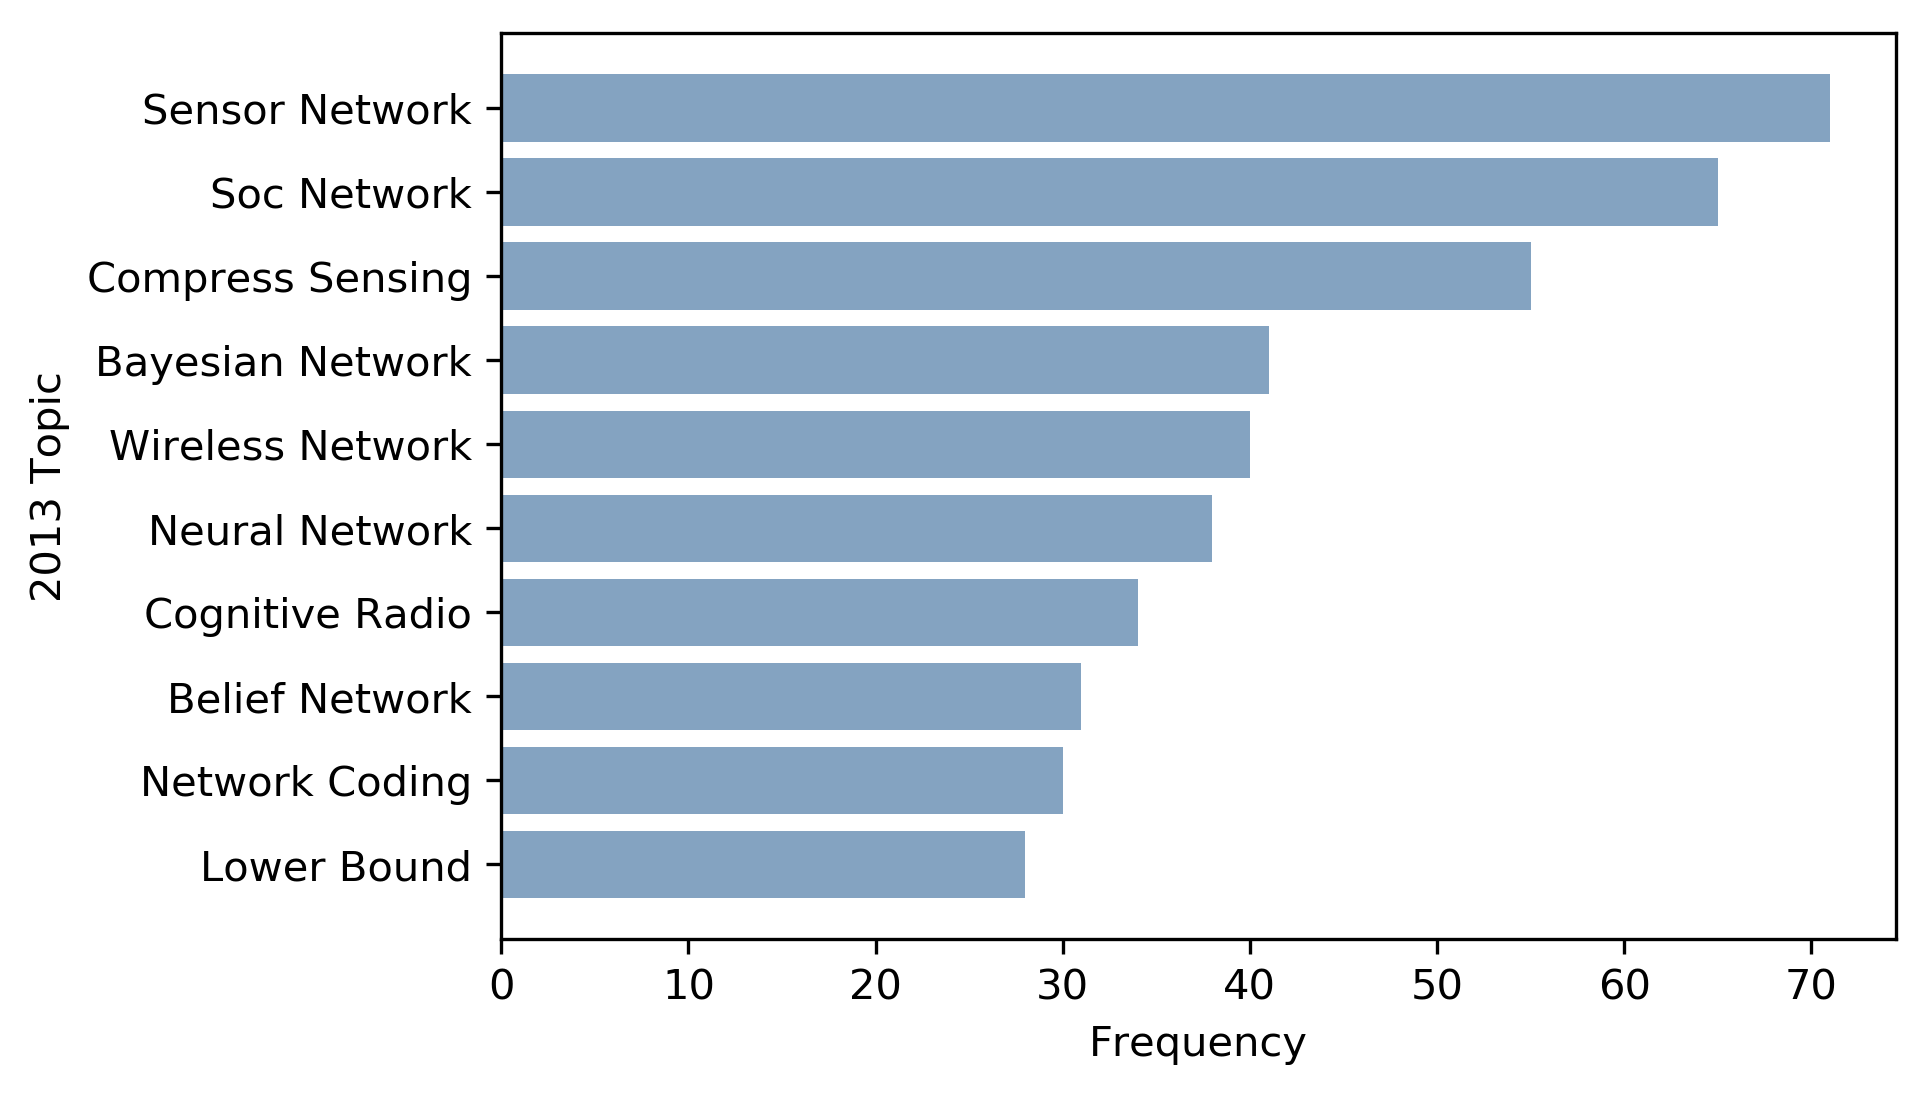 Sensor Network
Soc Network
Compress Sensing
Bayesian Network
Wireless Network
Neural Network
Cognitive Radio
Belief Network
Network Coding
Lower Bound
2013 Topic
0 10 20 30 40 50 60 70
Frequency